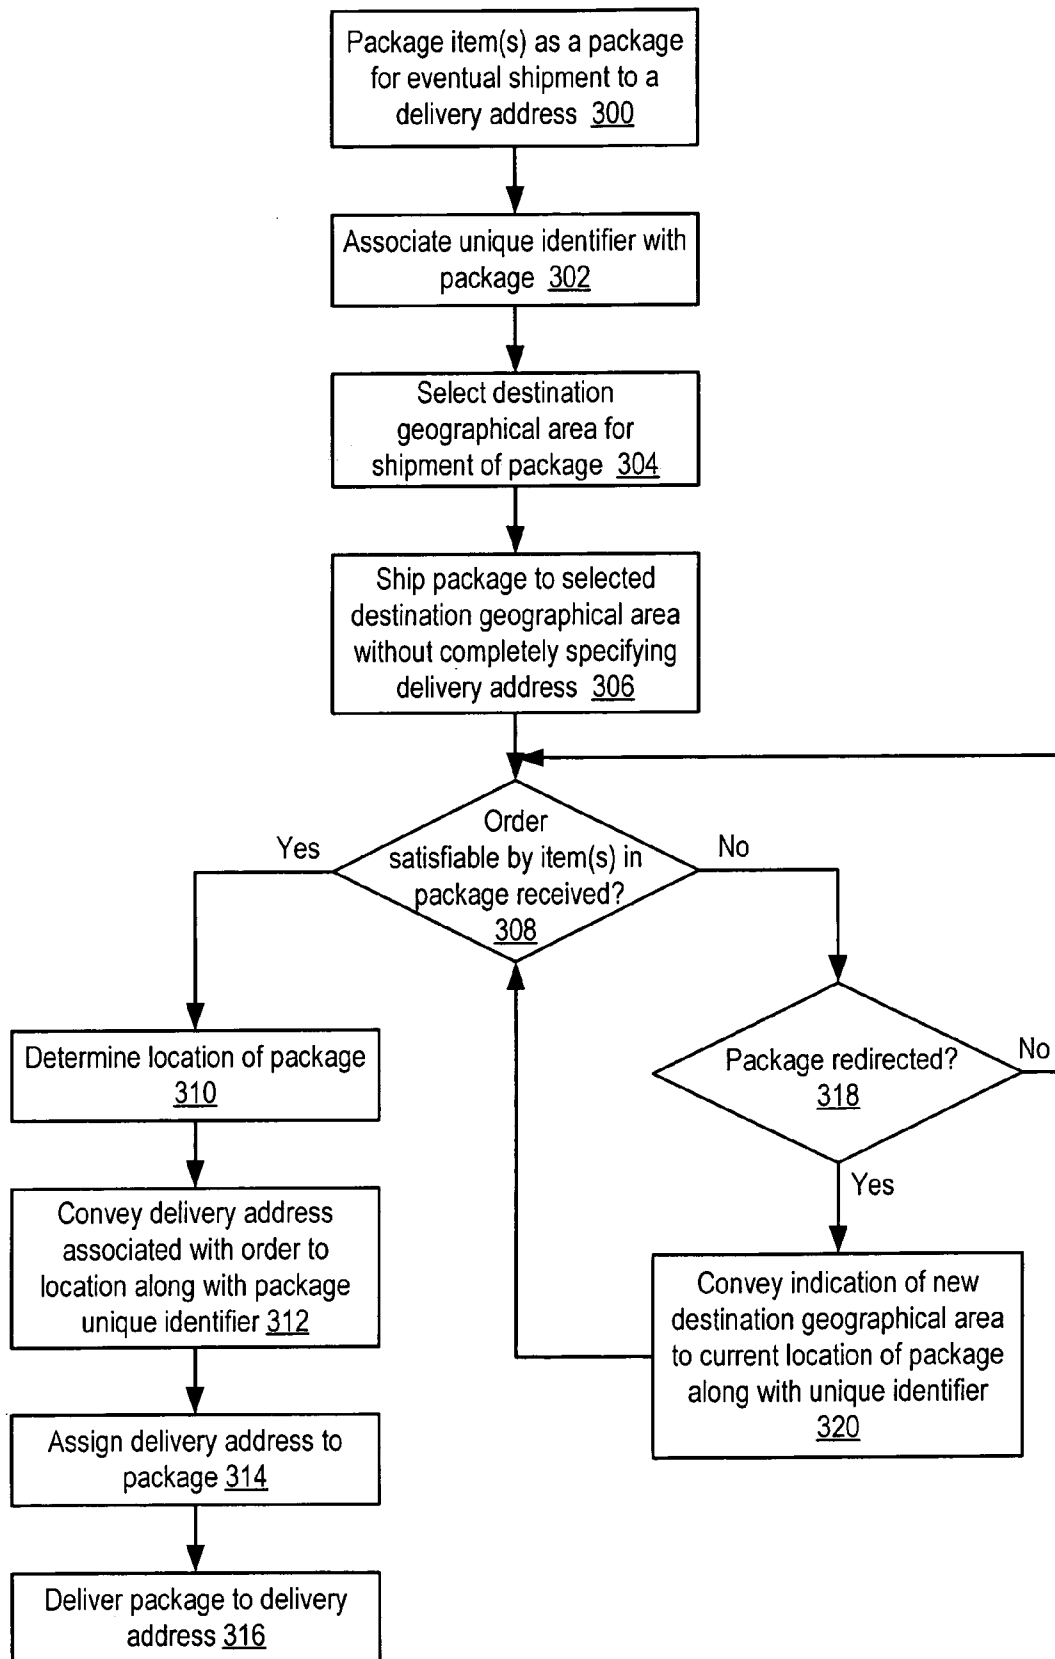 Package item(s) as a package
for eventual shipment to a
delivery address 300
Associate unique identifier with
package 302
Select destination
geographical area for
shipment of package 304
Ship package to selected
destination geographical area
without completely specifying
delivery address 306
Order
satisfiable by item(s) in
package received?
308
Yes
No
Determine location of package
310
Convey delivery address
associated with order to
location along with package
unique identifier 312
Assign delivery address to
package 314
Deliver package to delivery
address 316
Package redirected?
318
No
Yes
Convey indication of new
destination geographical area
to current location of package
along with unique identifier
320